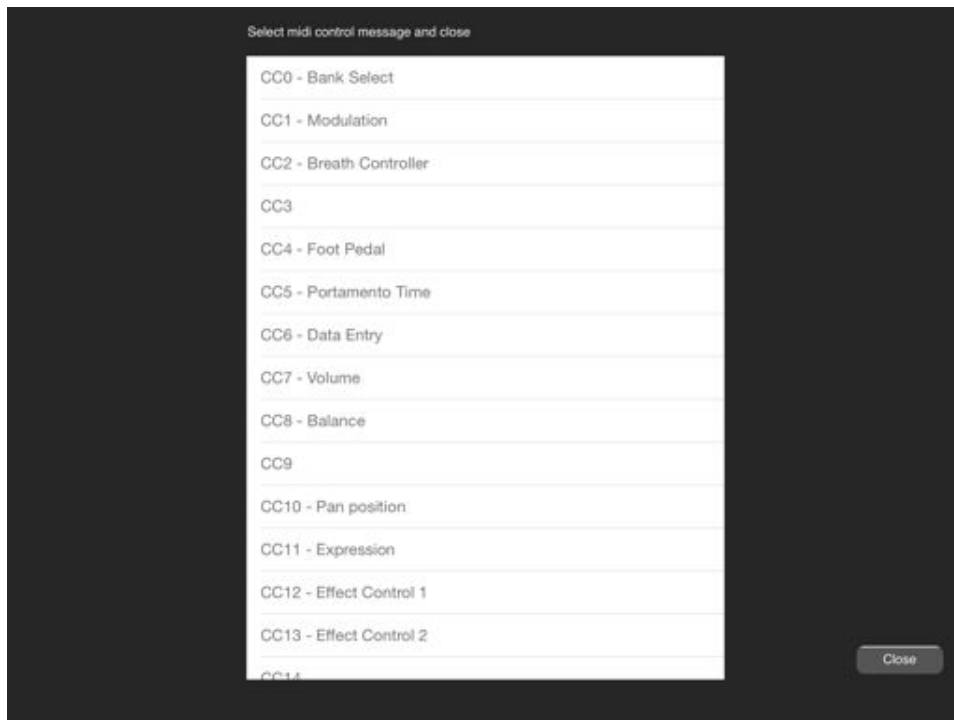 Select midi control message and close
CC0 - Bank Select
CC1 - Modulation
CC2 - Breath Controller
CC3
CC4 - Foot Pedal
CC5 - Portamento Time
CC6 - Data Entry
CC7 - Volume
CC8 - Balance
CC9
CC10 - Pan position
CC11 - Expression
CC12 - Effect Control 1
CC13 - Effect Control 2
CC14
Close